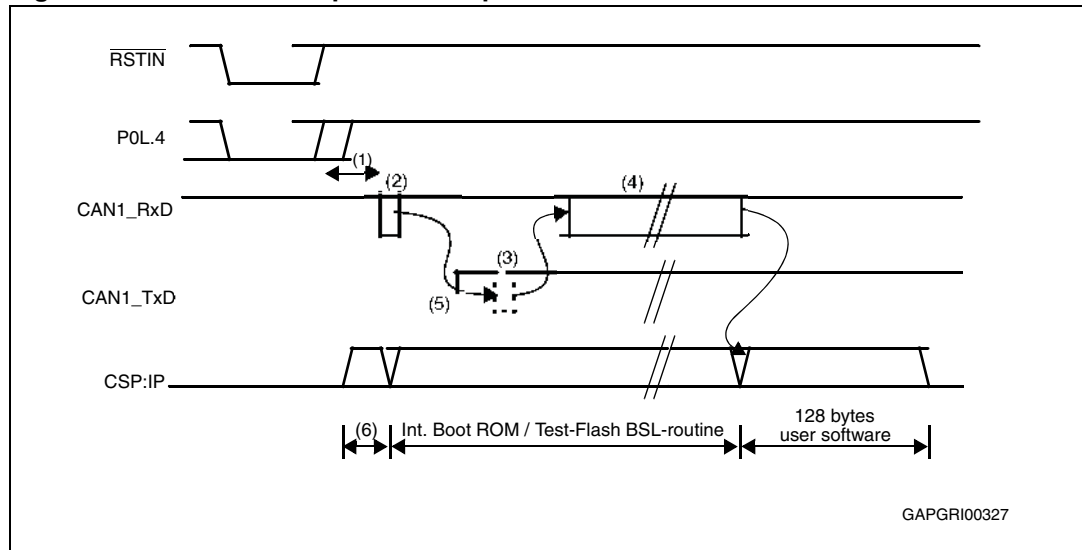 RSTIN
P0L.4
(1)
(2)
(4)
CAN1_RxD
(3)
CAN1_TxD
(5)
CSP:IP
(6)
Int. Boot ROM / Test-Flash BSL-routine
128 bytes
user software
GAPGRI00327